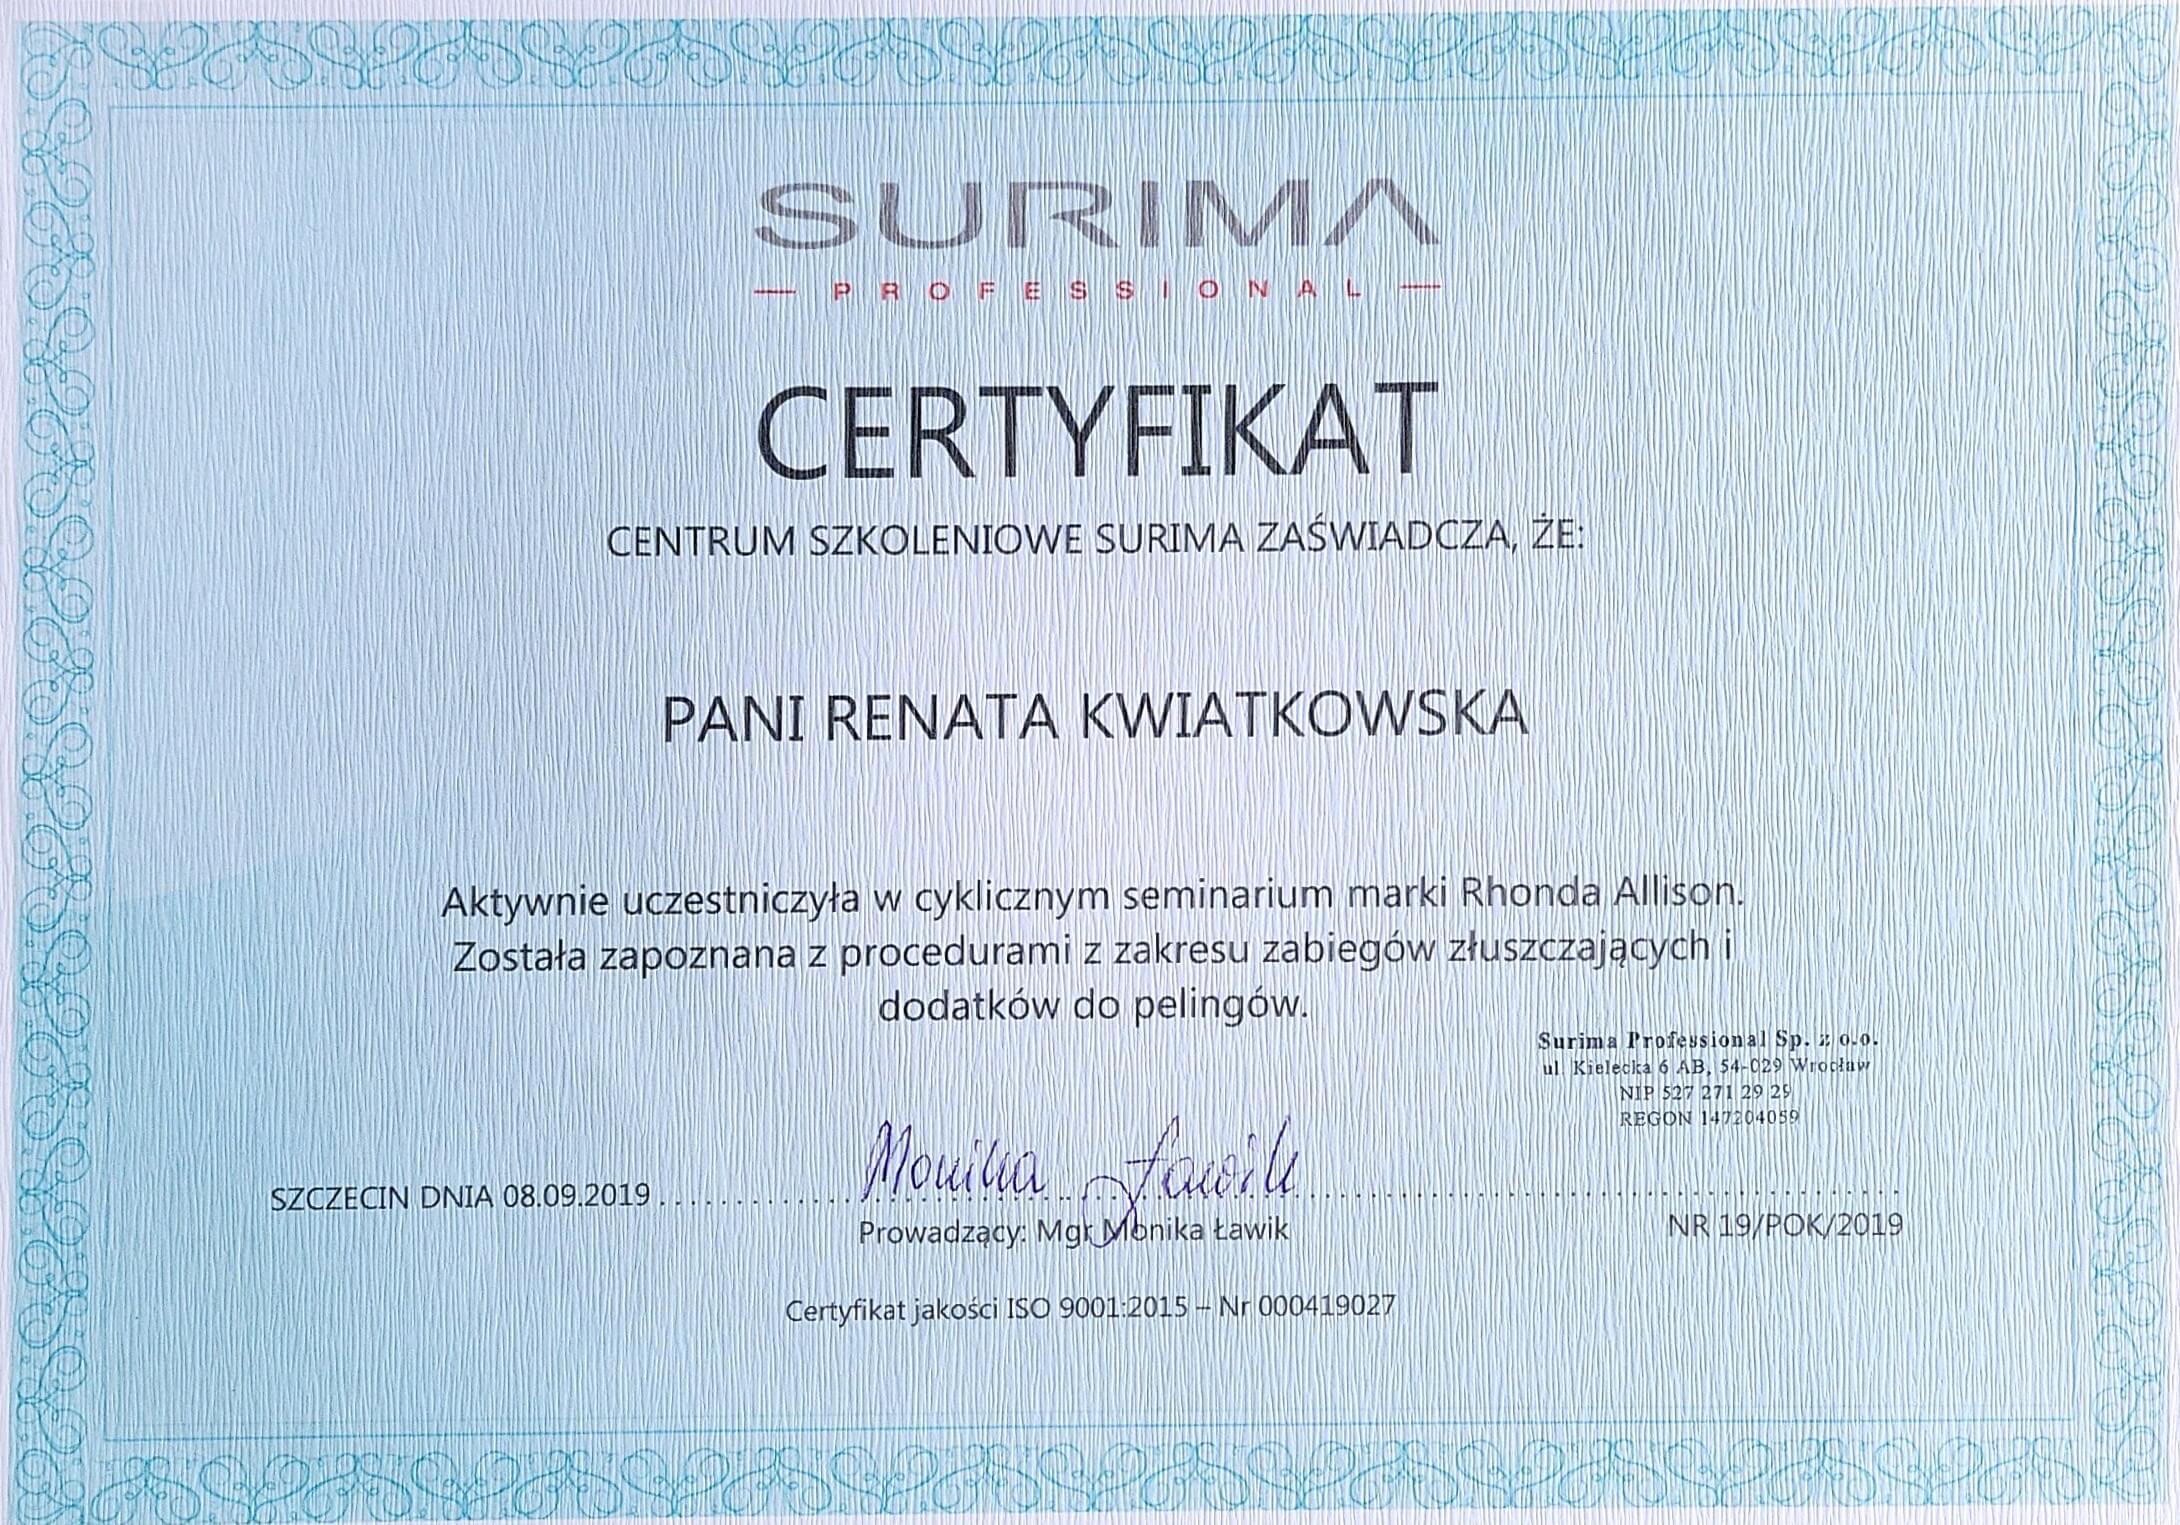 SURIMA
PROFESSIONAL
CERTYFIKAT
CENTRUM SZKOLENIOWE SURIMA ZAŚWIADCZA, ŻE:
PANI RENATA KWIATKOWSKA
Aktywnie uczestniczyła w cyklicznym seminarium marki Rhonda Allison.
Została zapoznana z procedurami z zakresu zabiegów złuszczających i
dodatków do pelingów.
Surima Professional Sp. z o.o.
ul. Kielecka 6 AB, 54-029 Wrocław
NIP 527 271 29 29
REGON 147204059
Monika Ławik
SZCZECIN DNIA 08.09.2019
Prowadzący: Mgr Monika Ławik
NR 19/POK/2019
Certyfikat jakości ISO 9001:2015 – Nr 000419027